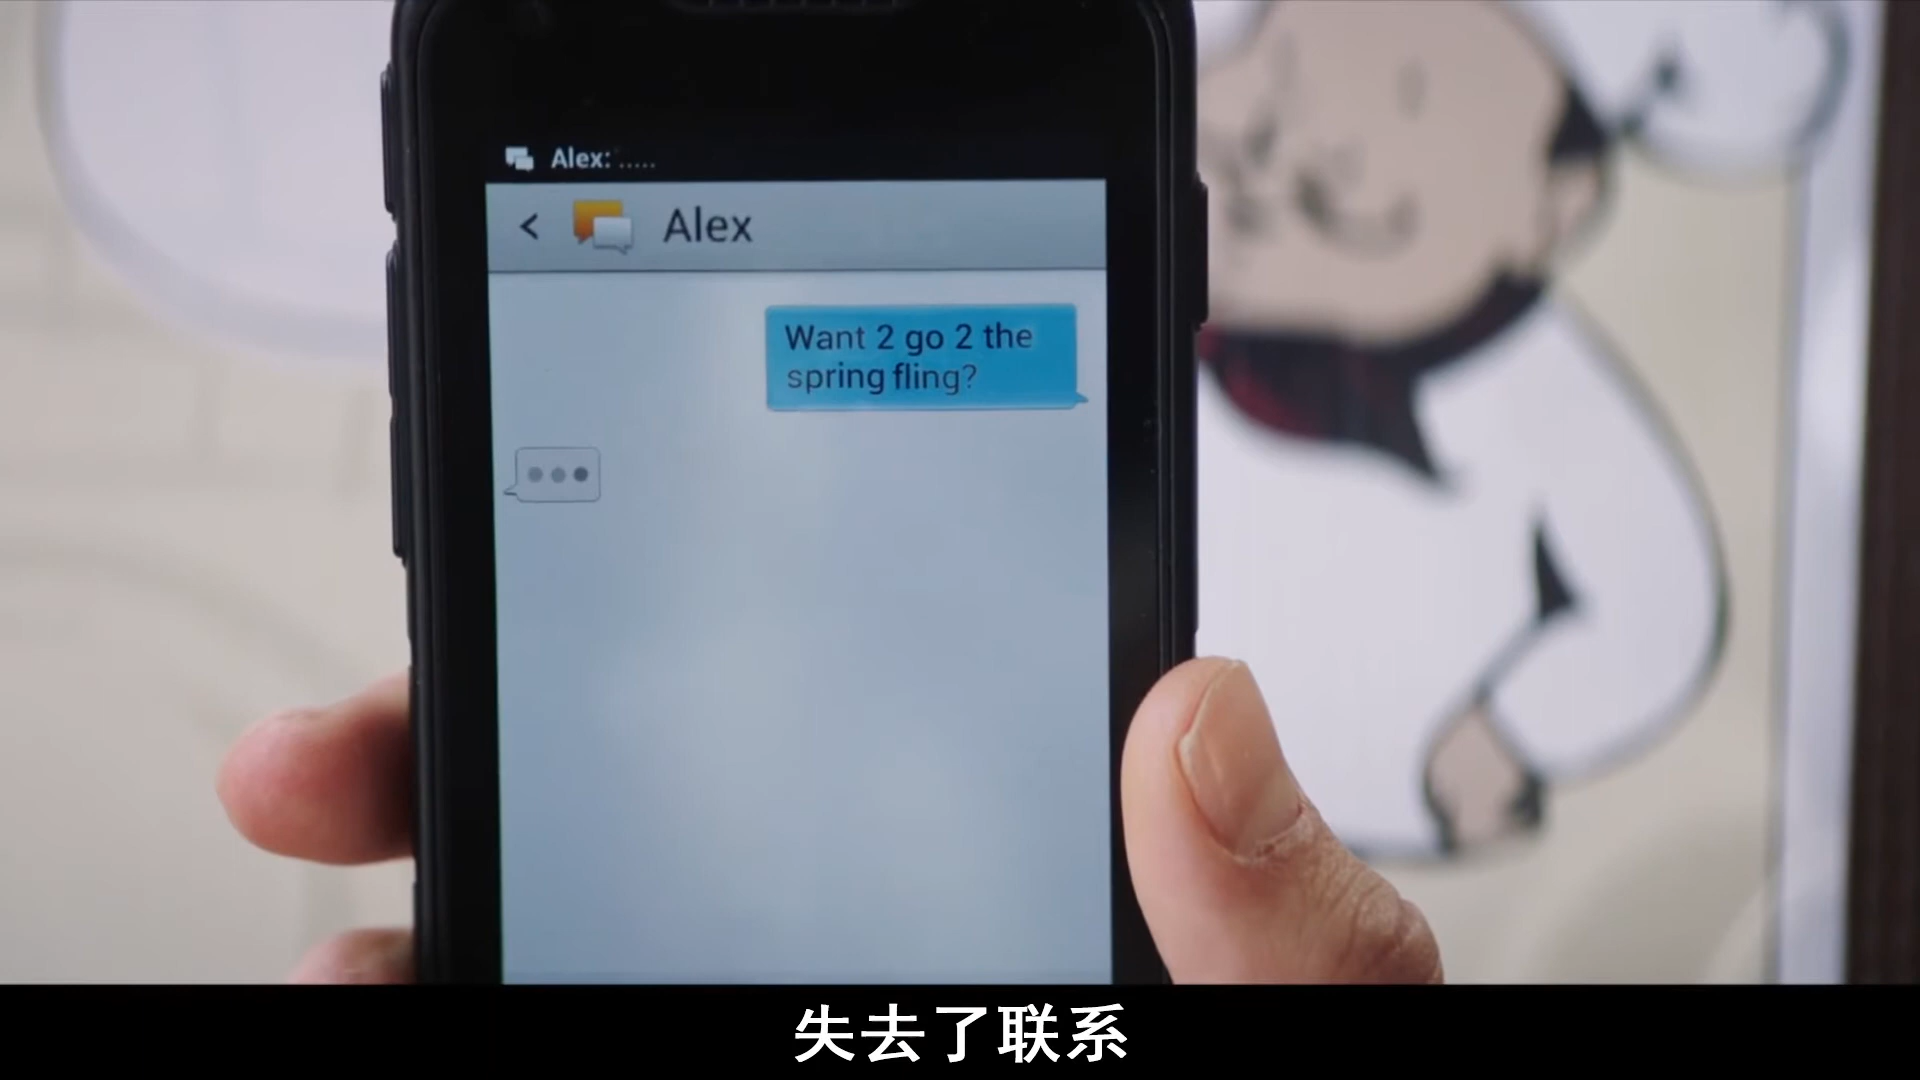 Alex: .....
< Alex
Want 2 go 2 the
spring fling?
失去了联系